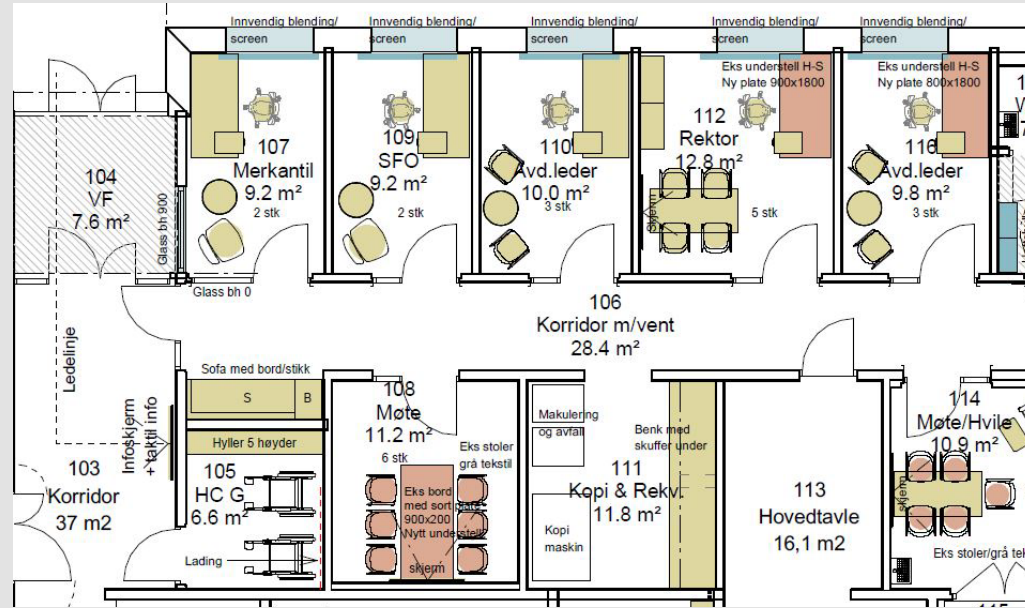 Innvendig blending/
screen
Innvendig blending/
screen
Innvendig blending/
screen
Innvendig blending/
screen
Innvendig blending/
screen
Eks understell H-S
Ny plate 900x1800
Eks understell H-S
Ny plate 800x1800
104
VF
7.6 m²
Glass bh 900
107
Merkantil
9.2 m²
2 stk
109
SFO
9.2 m²
2 stk
110
Avd.leder
10.0 m²
3 stk
112
Rektor
12.8 m²
Skjerm
5 stk
116
Avd.leder
9.8 m²
3 stk
Glass bh 0
106
Korridor m/vent
28.4 m²
Ledelinje
Infoskjerm
+ taktil info
103
Korridor
37 m2
Sofa med bord/stikk
S
B
Hyller 5 høyder
105
HC G
6.6 m²
Lading
108
Møte
11.2 m²
6 stk
Eks stoler
grå tekstil
Eks bord
med sort plate
900x200
Nytt understell
skjerm
Makulering
og avfall
Benk med
skuffer under
111
Kopi & Rekv.
11.8 m²
Kopi
maskin
113
Hovedtavle
16,1 m2
114
Møte/Hvile
10.9 m²
skjerm
Eks stoler/grå tek